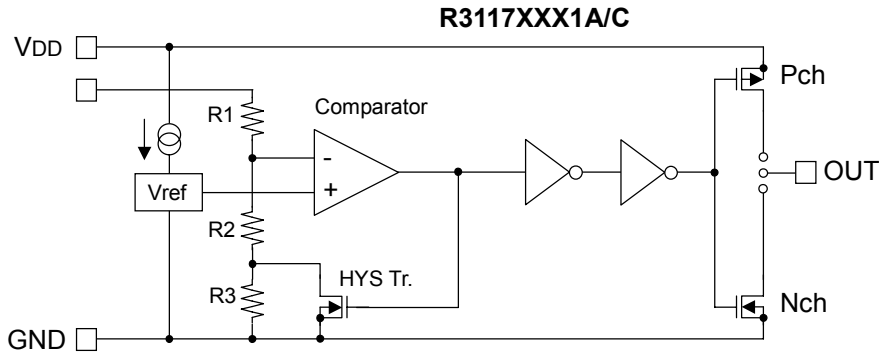 R3117XXX1A/C
VDD
Pch
R1
Comparator
-
+
OUT
Vref
R2
HYS Tr.
R3
Nch
GND